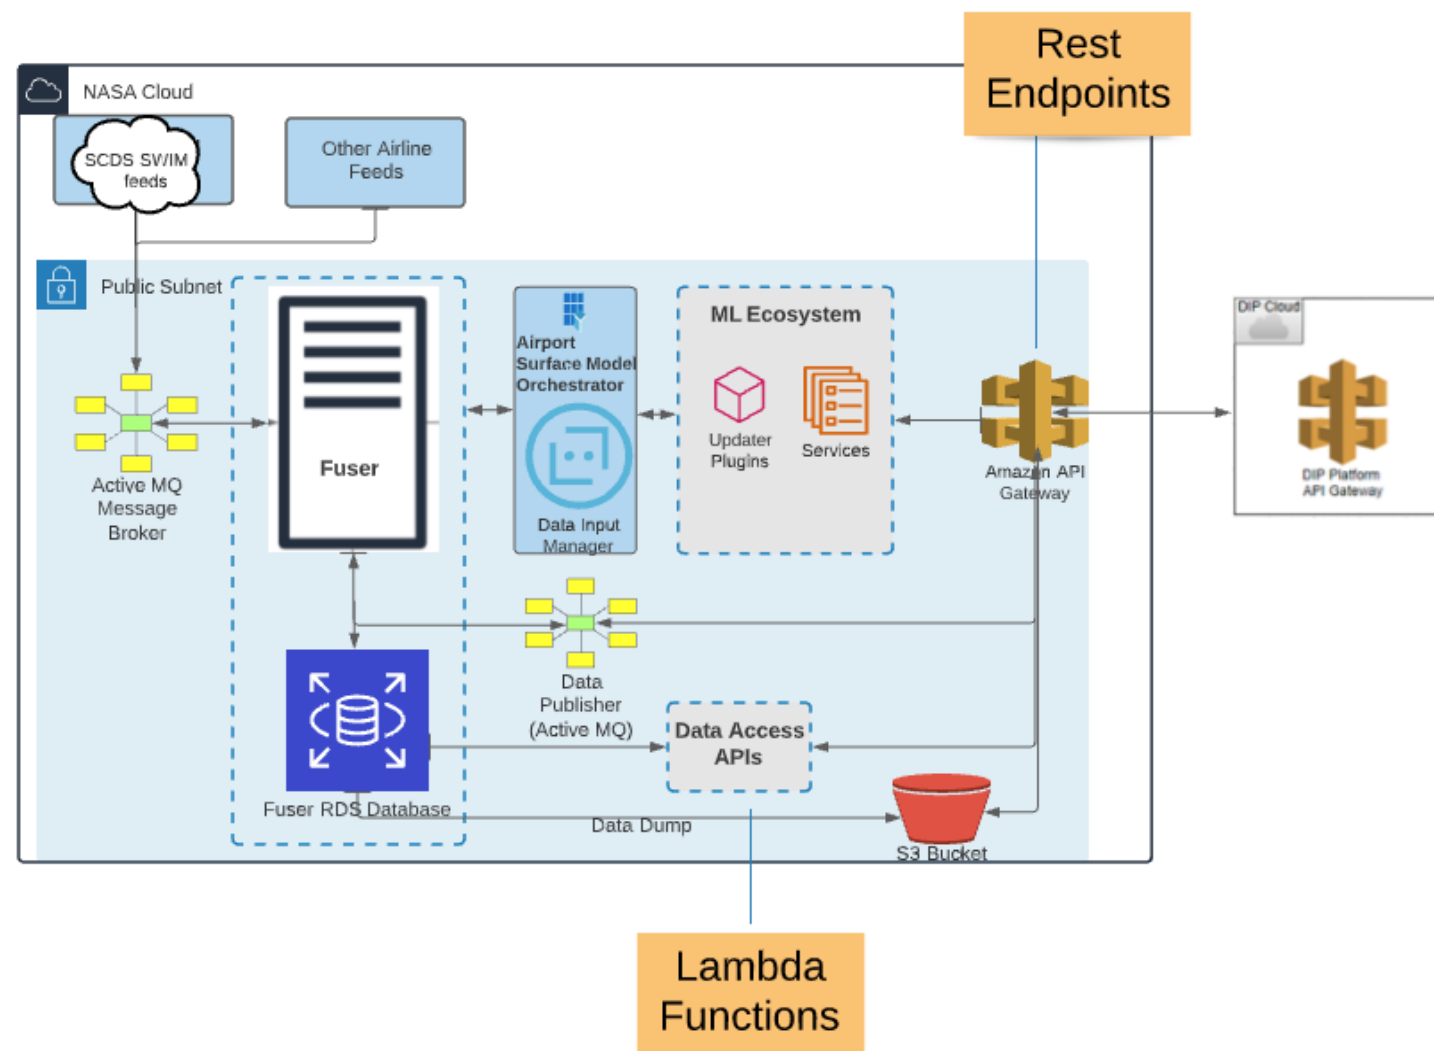 Rest
Endpoints
NASA Cloud
SCDS SWIM
feeds
Other Airline
Feeds
Public Subnet
Fuser
Airport
Surface Model
Orchestrator
Data Input
Manager
ML Ecosystem
Updater
Plugins
Services
Amazon API
Gateway
DIP Cloud
DIP Platform
API Gateway
Active MQ
Message
Broker
Data
Publisher
(Active MQ)
Data Access
APIs
Fuser RDS Database
Data Dump
S3 Bucket
Lambda
Functions